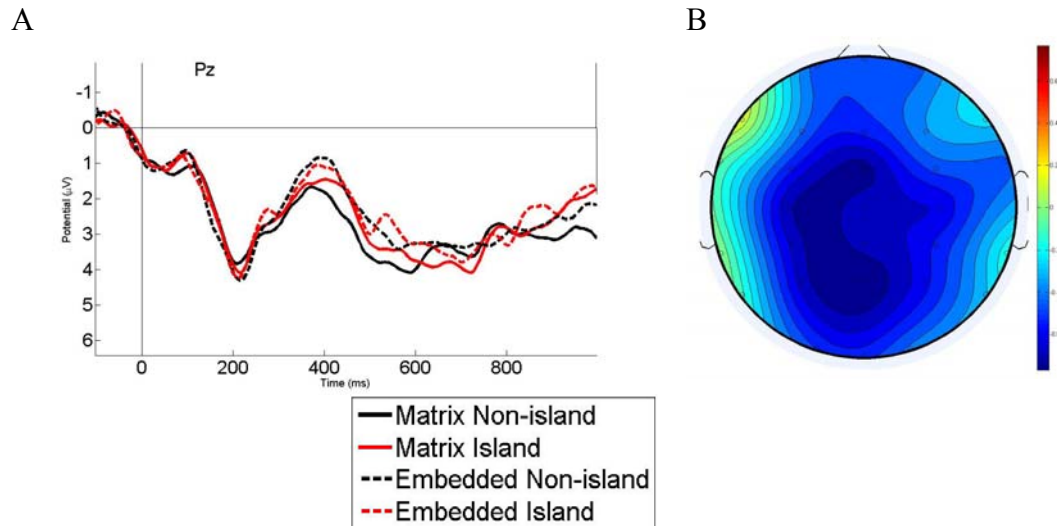 A
B
Pz
-1
0
1
2
3
4
5
6
Potential (μV)
0
200
400
600
800
Time (ms)
Matrix Non-island
Matrix Island
Embedded Non-island
Embedded Island